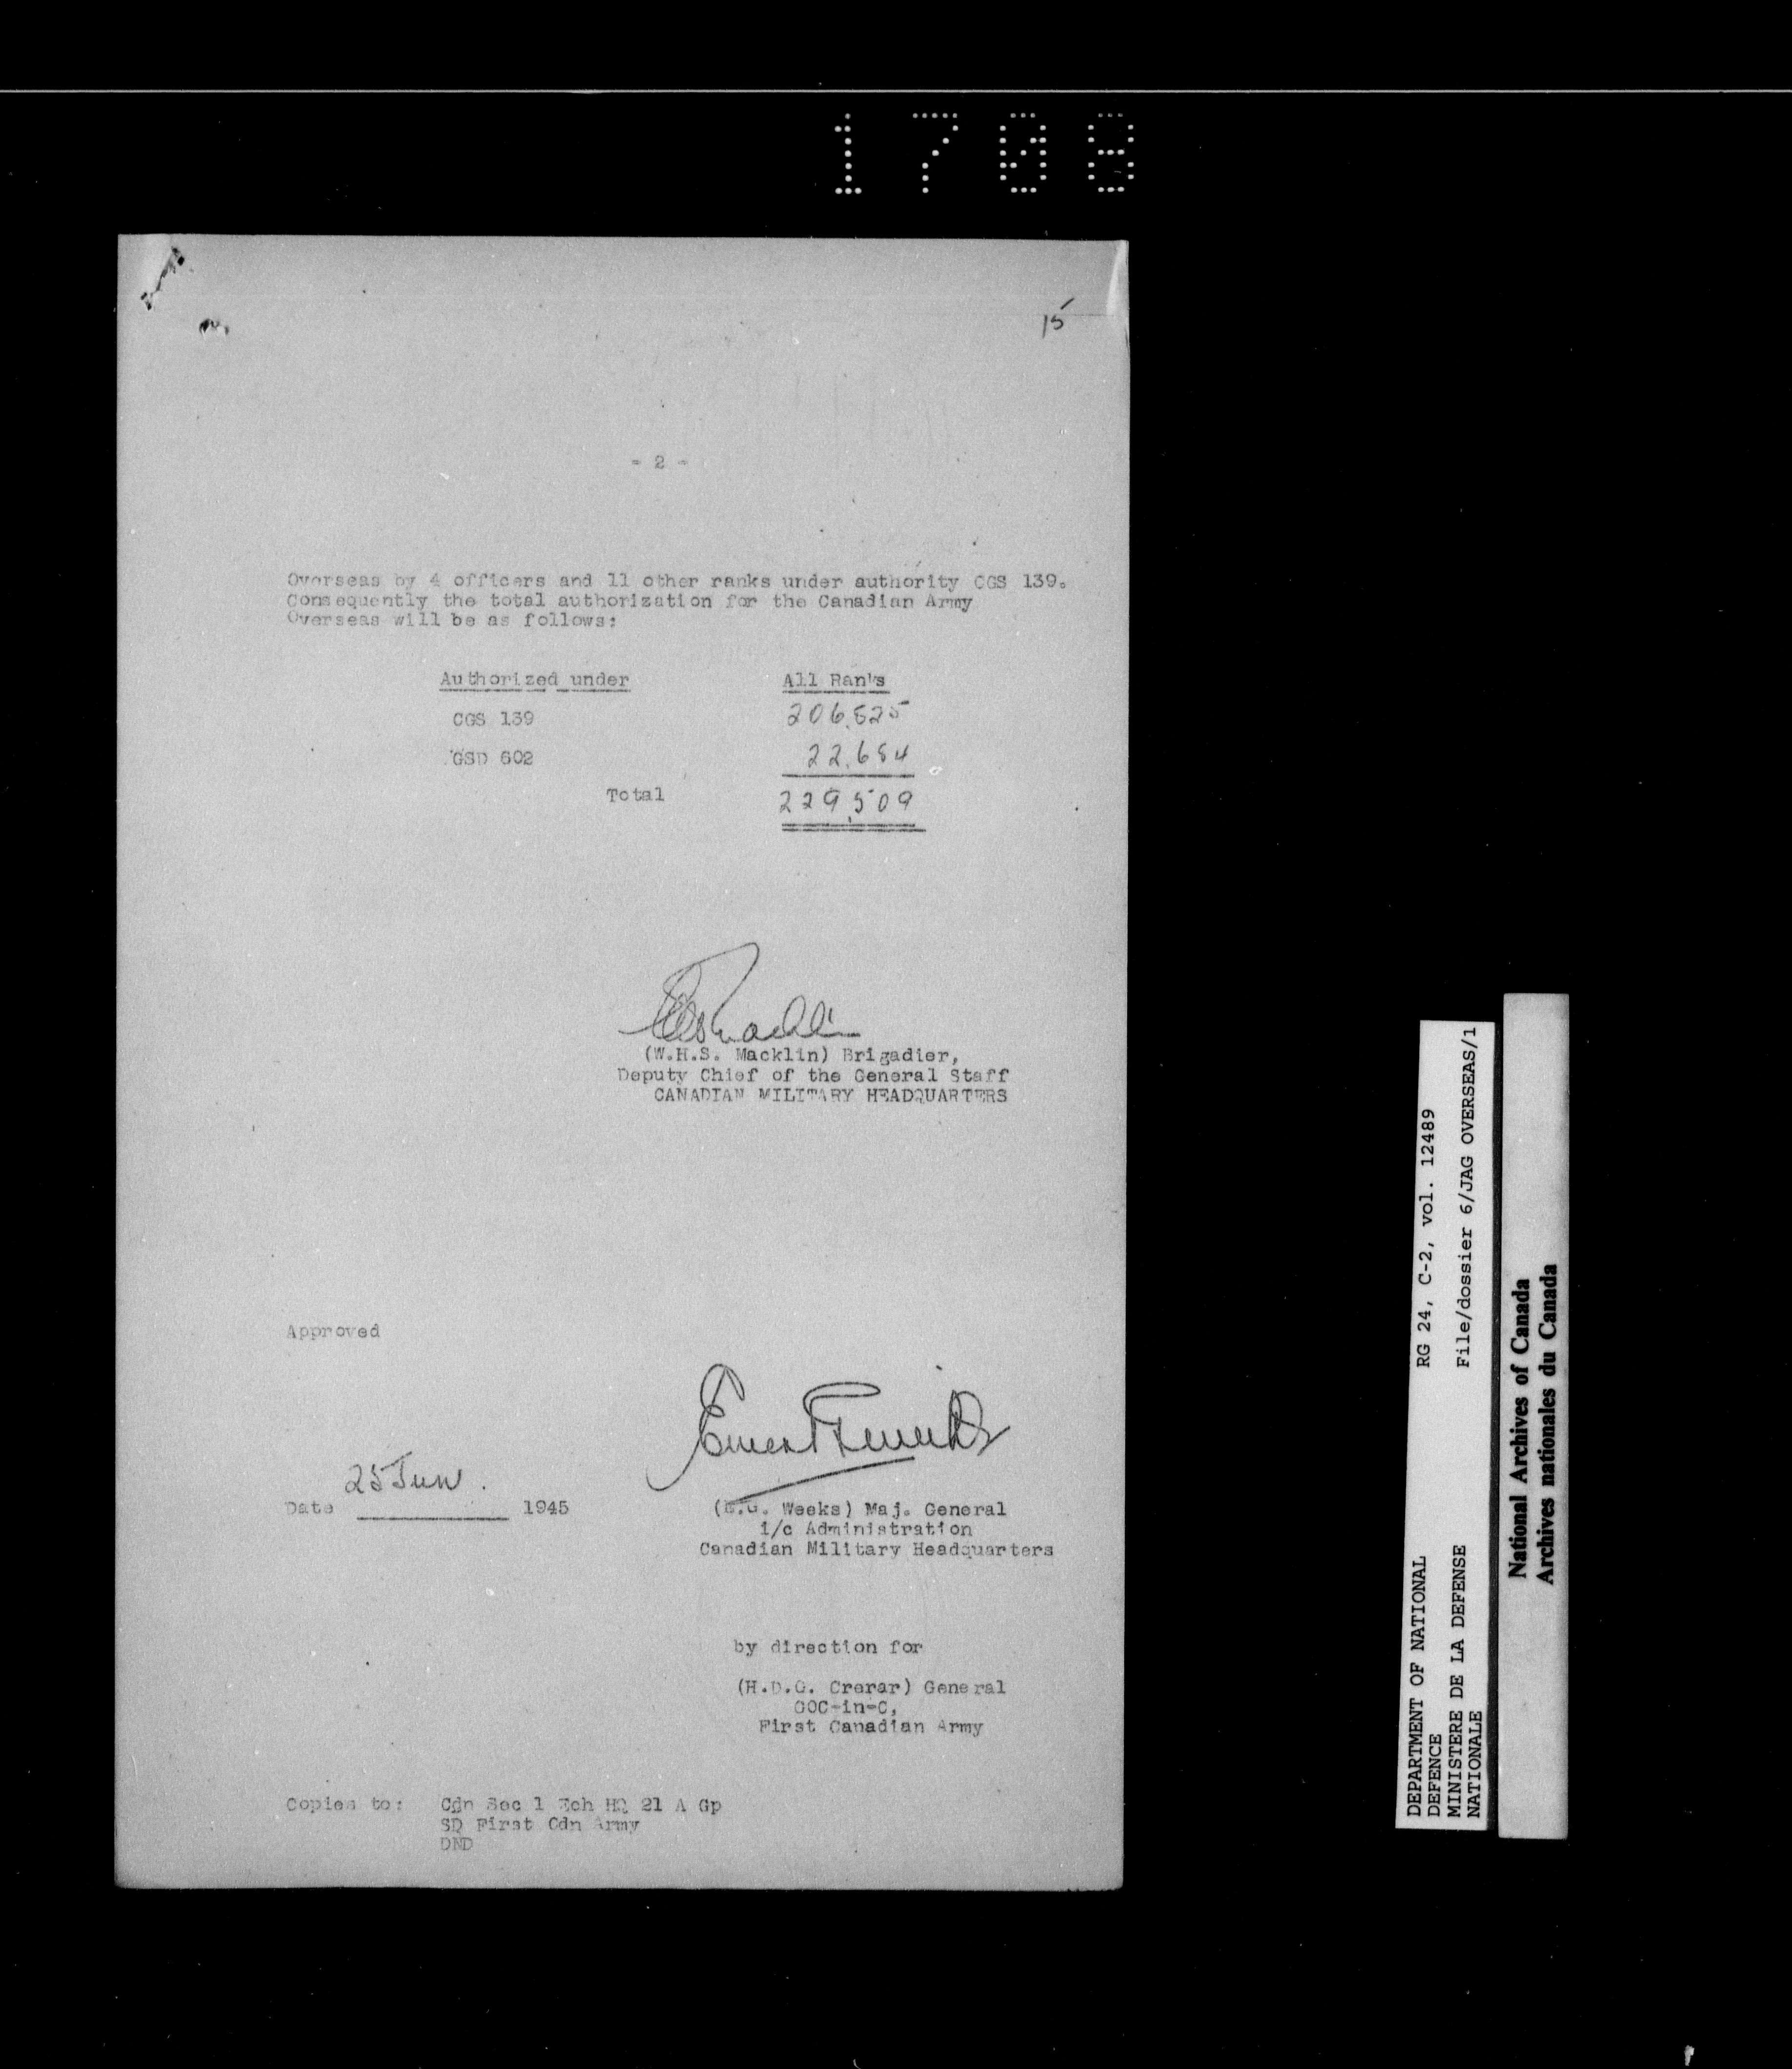 1708
15
- 2 -
Overseas by 4 officers and 11 other ranks under authority CGS 139.
Consequently the total authorization for the Canadian Army
Overseas will be as follows:
Authorized under All Ranks
CGS 139 206,825
GSD 602 22,684
Total 229,509
(W.H.S. Macklin) Brigadier,
Deputy Chief of the General Staff
CANADIAN MILITARY HEADQUARTERS
Approved
Date 25 Jun. 1945
(E.G. Weeks) Maj. General
i/c Administration
Canadian Military Headquarters
by direction for
(H.D.G. Crerar) General
GOC-in-C,
First Canadian Army
Copies to: Cdn Sec 1 Ech HQ 21 A Gp
SD First Cdn Army
DND
DEPARTMENT OF NATIONAL
DEFENCE
MINISTERE DE LA DEFENSE
NATIONALE
RG 24, C-2, vol. 12489
File/dossier 6/JAG OVERSEAS/1
National Archives of Canada
Archives nationales du Canada